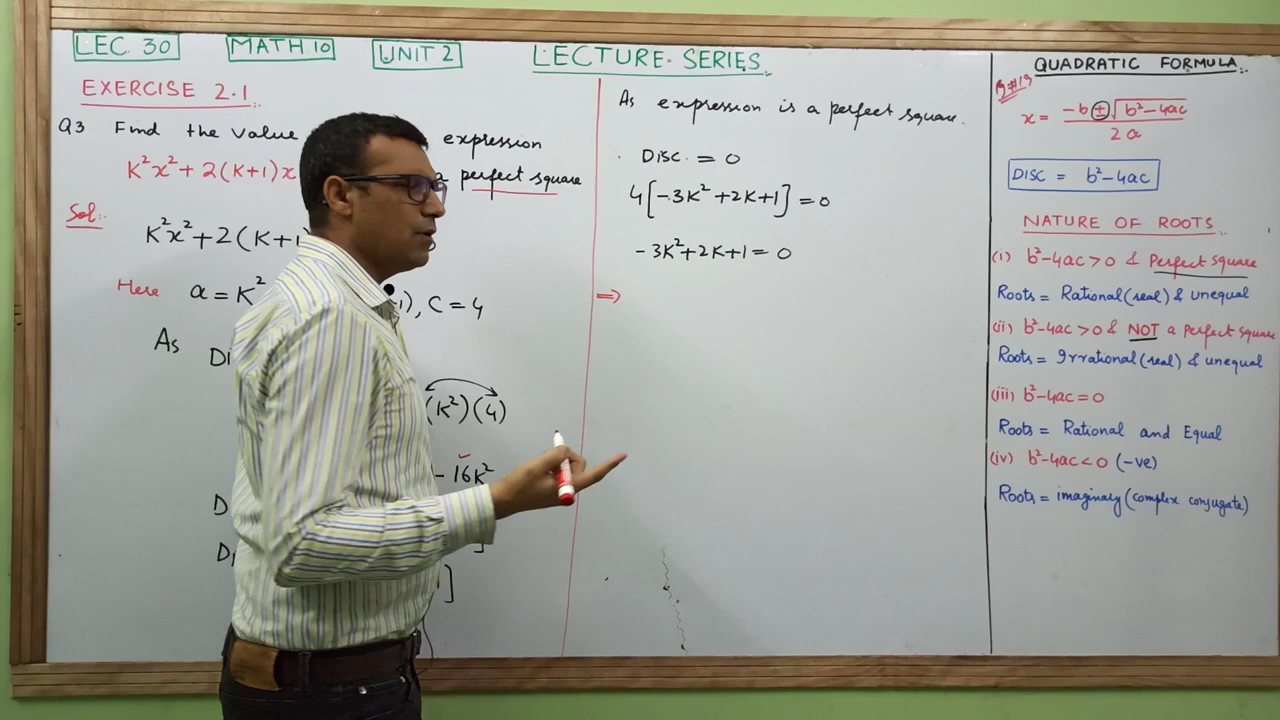 LEC 30 MATH 10 UNIT 2 LECTURE SERIES
EXERCISE 2.1
Q3 Find the value expression
K²x² + 2(K+1)x perfect square
Sol:
K²x² + 2(K+1
Here a = K² -1), C = 4
As
(K²)(4)
- 16K²
D
]
As expression is a perfect square.
Disc. = 0
4[-3K² + 2K + 1] = 0
-3K² + 2K + 1 = 0
⇒
QUADRATIC FORMULA
x = -b ± √b² - 4ac / 2a
DISC = b² - 4ac
NATURE OF ROOTS
(i) b² - 4ac > 0 & Perfect Square
Roots = Rational (real) & unequal
(ii) b² - 4ac > 0 & NOT a perfect square
Roots = Irrational (real) & unequal
(iii) b² - 4ac = 0
Roots = Rational and Equal
(iv) b² - 4ac < 0 (-ve)
Roots = imaginary (complex conjugate)